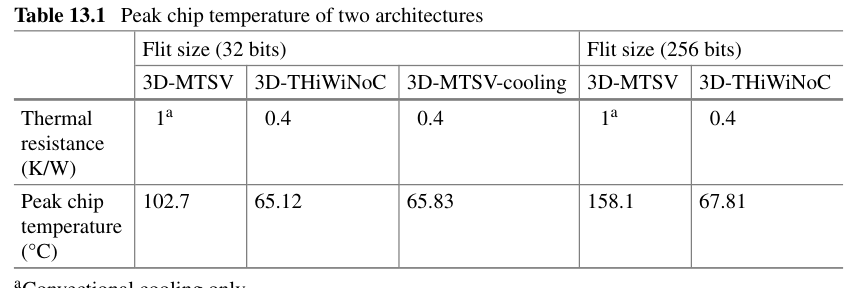 Table 13.1 Peak chip temperature of two architectures
Flit size (32 bits) Flit size (256 bits)
3D-MTSV 3D-THiWiNoC 3D-MTSV-cooling 3D-MTSV 3D-THiWiNoC
Thermal 1a 0.4 0.4 1a 0.4
resistance
(K/W)
Peak chip 102.7 65.12 65.83 158.1 67.81
temperature
(°C)